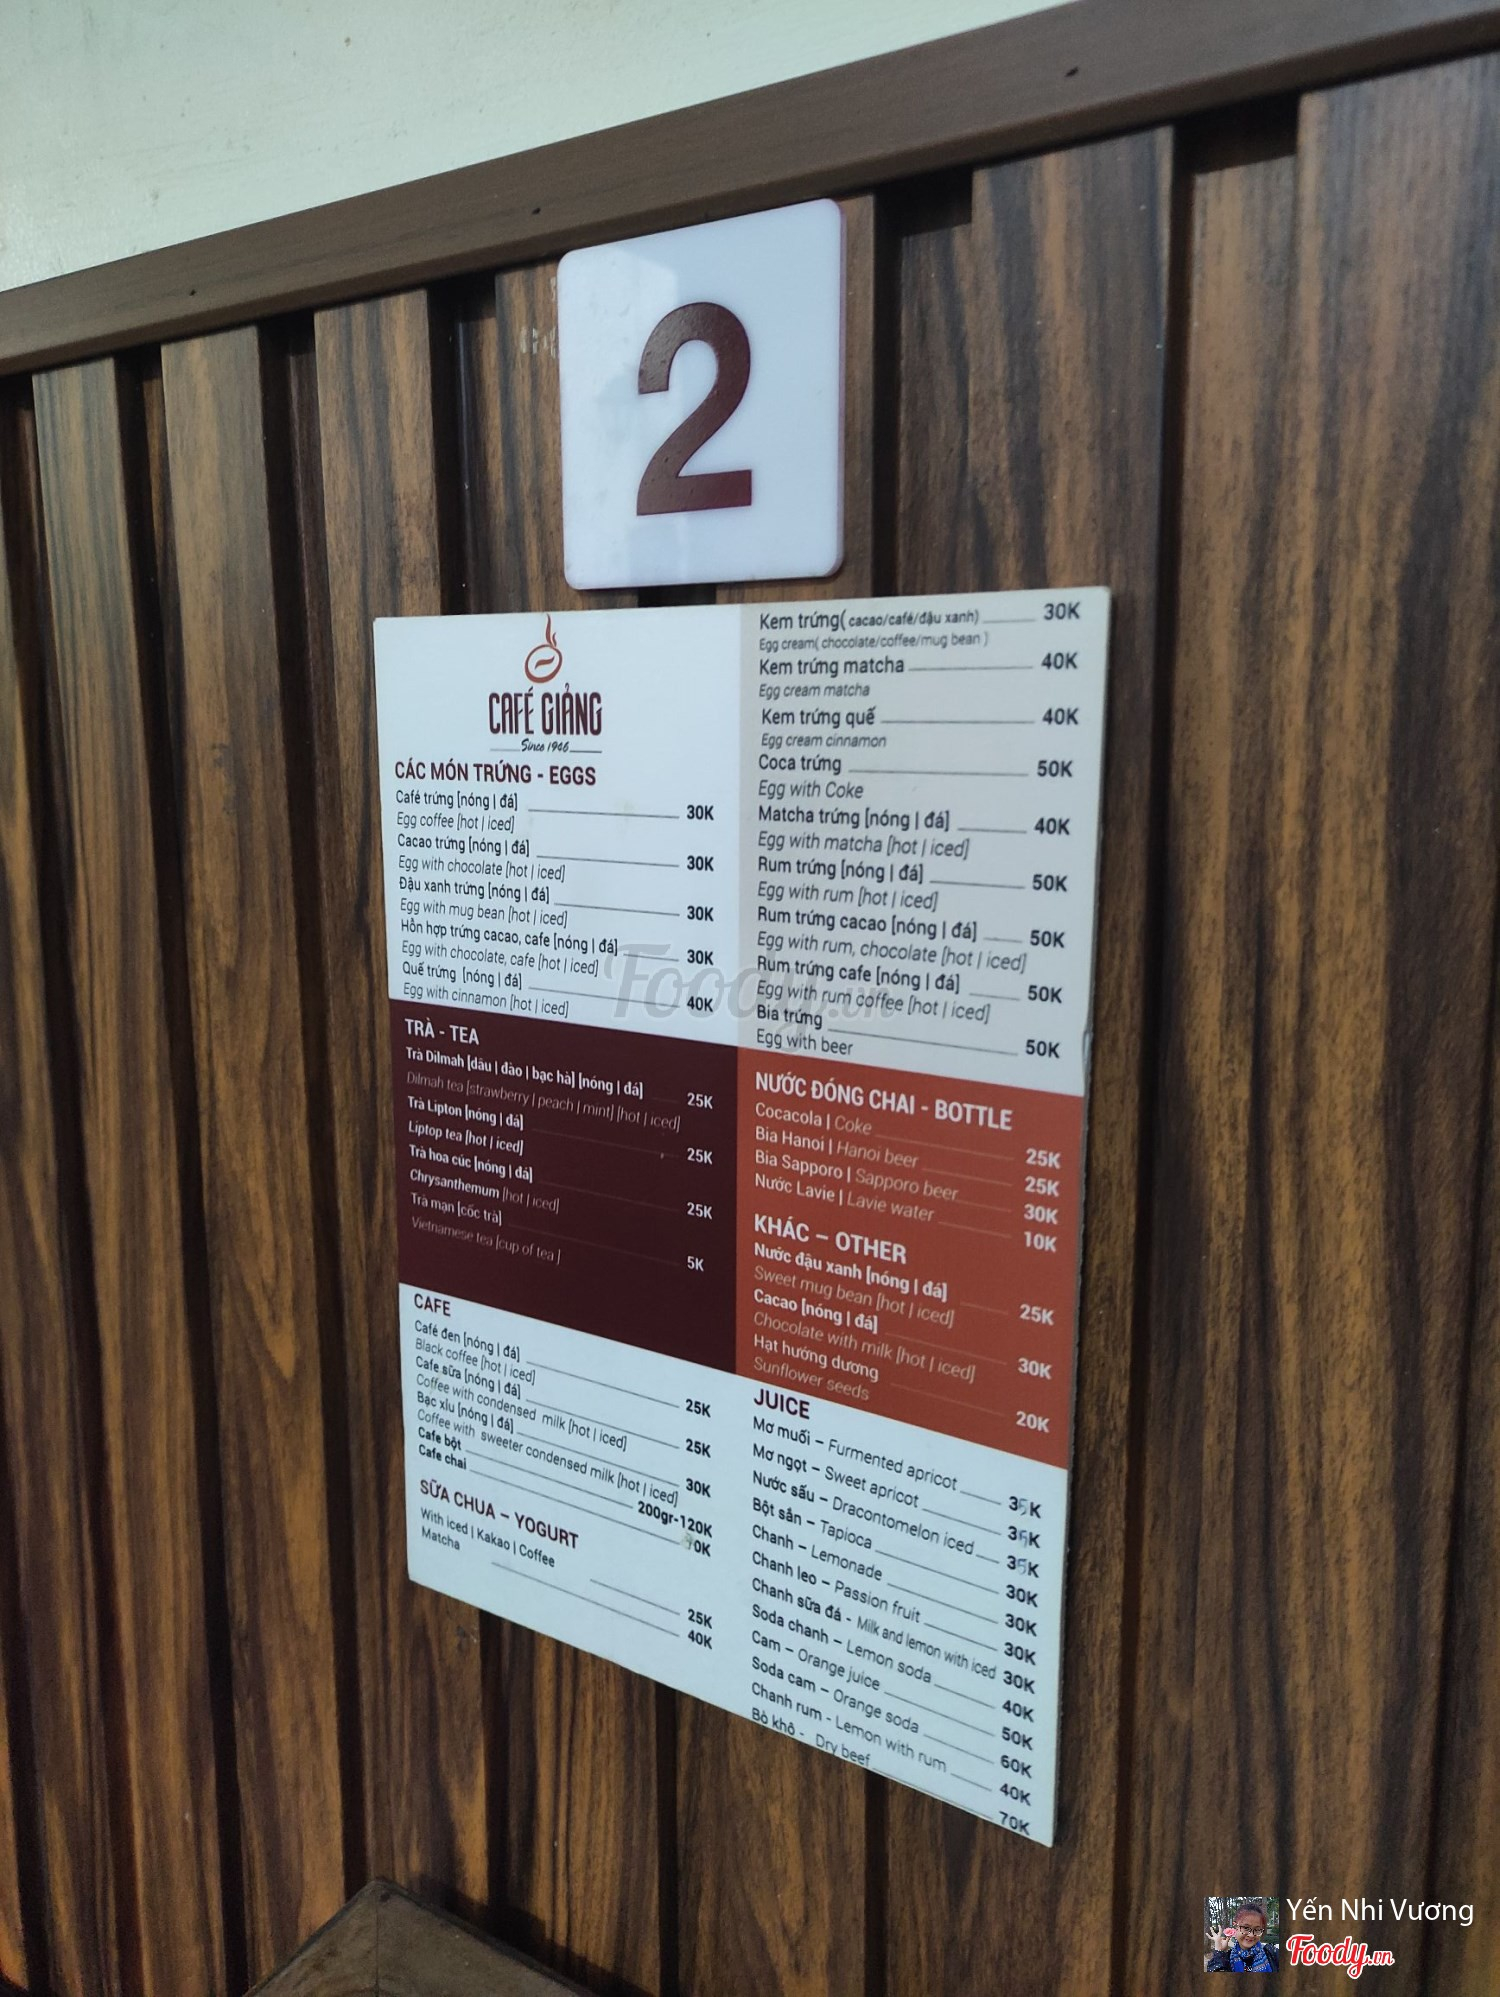 2
CAFÉ GIẢNG
Since 1946
CÁC MÓN TRỨNG - EGGS
Café trứng [nóng | đá] 30K
Egg coffee [hot | iced]
Cacao trứng [nóng | đá] 30K
Egg with chocolate [hot | iced]
Đậu xanh trứng [nóng | đá] 30K
Egg with mug bean [hot | iced]
Hỗn hợp trứng cacao, cafe [nóng | đá] 30K
Egg with chocolate, cafe [hot | iced]
Quế trứng [nóng | đá] 40K
Egg with cinnamon [hot | iced]
TRÀ - TEA
Trà Dilmah [dâu | đào | bạc hà] [nóng | đá] 25K
Dilmah tea [strawberry | peach | mint] [hot | iced]
Trà Lipton [nóng | đá] 25K
Liptop tea [hot | iced]
Trà hoa cúc [nóng | đá] 25K
Chrysanthemum [hot | iced]
Trà mạn [cốc trà] 5K
Vietnamese tea [cup of tea ]
CAFE
Café đen [nóng | đá] 25K
Black coffee [hot | iced]
Cafe sữa [nóng | đá] 25K
Coffee with condensed milk [hot | iced]
Bạc xỉu [nóng | đá] 30K
Coffee with sweeter condensed milk [hot | iced]
Cafe bột 200gr-120K
Cafe chai 70K
SỮA CHUA – YOGURT
With iced | Kakao | Coffee 25K
Matcha 40K
Kem trứng( cacao/café/đậu xanh) 30K
Egg cream( chocolate/coffee/mug bean )
Kem trứng matcha 40K
Egg cream matcha
Kem trứng quế 40K
Egg cream cinnamon
Coca trứng 50K
Egg with Coke
Matcha trứng [nóng | đá] 40K
Egg with matcha [hot | iced]
Rum trứng [nóng | đá] 50K
Egg with rum [hot | iced]
Rum trứng cacao [nóng | đá] 50K
Egg with rum, chocolate [hot | iced]
Rum trứng cafe [nóng | đá] 50K
Egg with rum coffee [hot | iced]
Bia trứng 50K
Egg with beer
NƯỚC ĐÓNG CHAI - BOTTLE
Cocacola | Coke 25K
Bia Hanoi | Hanoi beer 25K
Bia Sapporo | Sapporo beer 30K
Nước Lavie | Lavie water 10K
KHÁC – OTHER
Nước đậu xanh [nóng | đá] 25K
Sweet mug bean [hot | iced]
Cacao [nóng | đá] 30K
Chocolate with milk [hot | iced]
Hạt hướng dương 20K
Sunflower seeds
JUICE
Mơ muối – Furmented apricot 35K
Mơ ngọt – Sweet apricot 35K
Nước sấu – Dracontomelon iced 35K
Bột sắn – Tapioca 30K
Chanh – Lemonade 30K
Chanh leo – Passion fruit 30K
Chanh sữa đá - Milk and lemon with iced 30K
Soda chanh – Lemon soda 40K
Cam – Orange juice 50K
Soda cam – Orange soda 60K
Chanh rum - Lemon with rum 40K
Bò khô - Dry beef 70K
Foody.vn
Yến Nhi Vương
Foody.vn